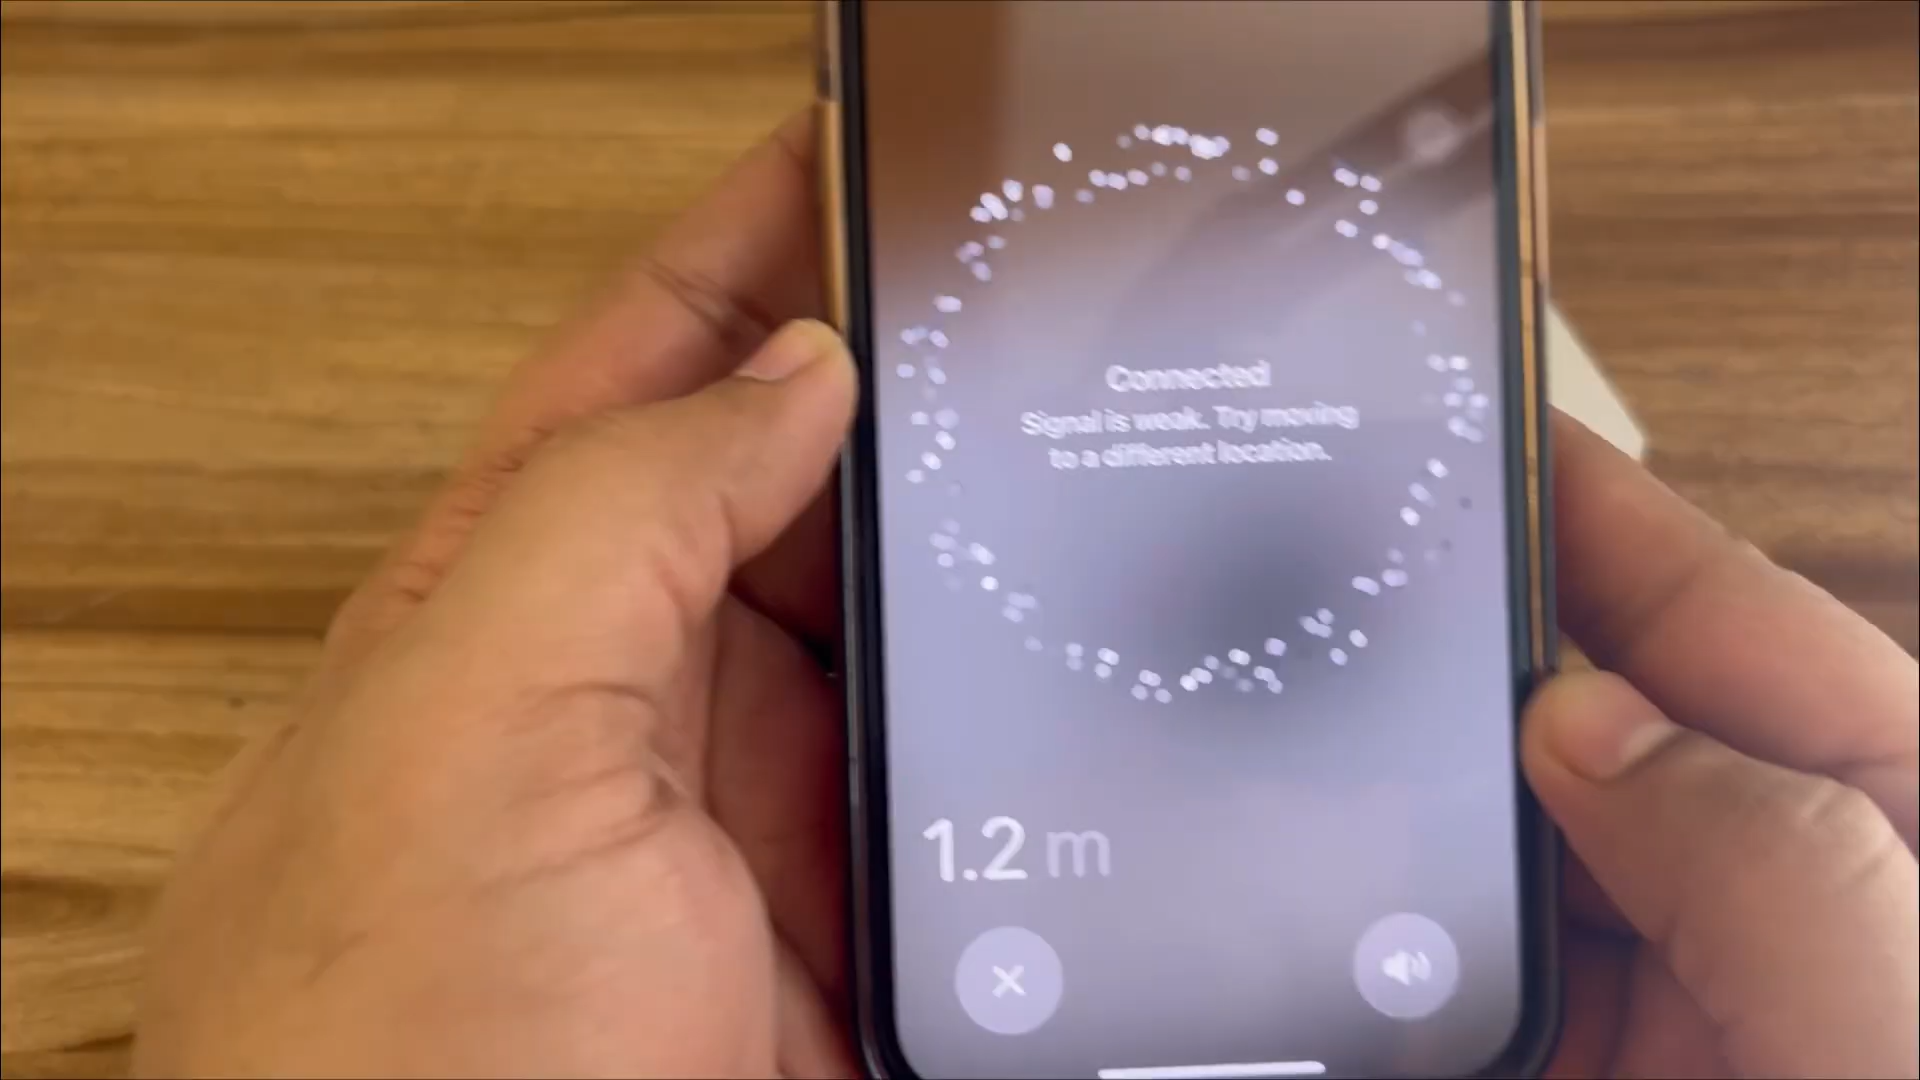 Connected
Signal is weak. Try moving
to a different location.
1.2 m